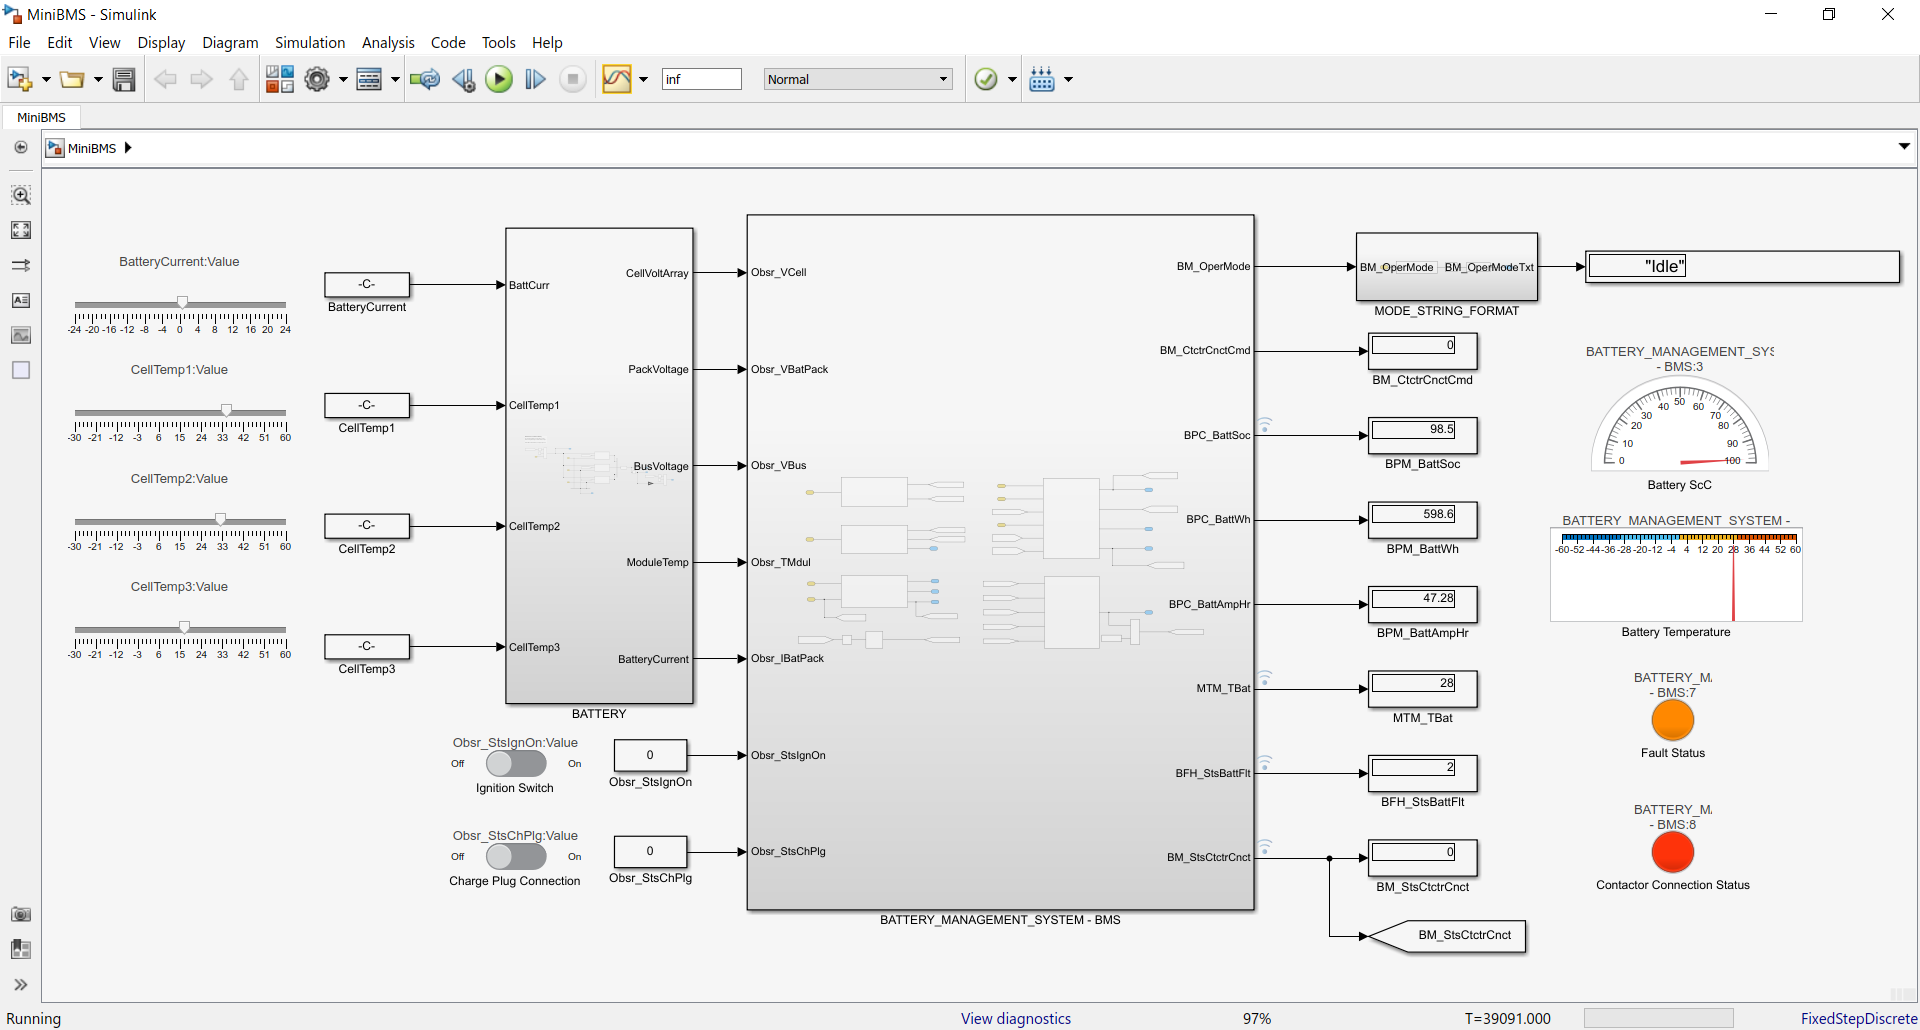 MiniBMS - Simulink
File Edit View Display Diagram Simulation Analysis Code Tools Help
inf
Normal
MiniBMS
MiniBMS
BatteryCurrent:Value
-24 -20 -16 -12 -8 -4 0 4 8 12 16 20 24
CellTemp1:Value
-30 -21 -12 -3 6 15 24 33 42 51 60
CellTemp2:Value
-30 -21 -12 -3 6 15 24 33 42 51 60
CellTemp3:Value
-30 -21 -12 -3 6 15 24 33 42 51 60
-C-
BatteryCurrent
-C-
CellTemp1
-C-
CellTemp2
-C-
CellTemp3
BattCurr
CellTemp1
CellTemp2
CellTemp3
CellVoltArray
PackVoltage
BusVoltage
ModuleTemp
BatteryCurrent
BATTERY
Obsr_StsIgnOn:Value
Off
On
Ignition Switch
0
Obsr_StsIgnOn
Obsr_StsChPlg:Value
Off
On
Charge Plug Connection
0
Obsr_StsChPlg
Obsr_VCell
Obsr_VBatPack
Obsr_VBus
Obsr_TMdul
Obsr_IBatPack
Obsr_StsIgnOn
Obsr_StsChPlg
BM_OperMode
BM_CtctrCnctCmd
BPC_BattSoc
BPC_BattWh
BPC_BattAmpHr
MTM_TBat
BFH_StsBattFlt
BM_StsCtctrCnct
BATTERY_MANAGEMENT_SYSTEM - BMS
BM_OperMode
BM_OperModeTxt
MODE_STRING_FORMAT
"Idle"
0
BM_CtctrCnctCmd
98.5
BPM_BattSoc
598.6
BPM_BattWh
47.28
BPM_BattAmpHr
28
MTM_TBat
2
BFH_StsBattFlt
0
BM_StsCtctrCnct
BM_StsCtctrCnct
BATTERY_MANAGEMENT_SYS
- BMS:3
0 10 20 30 40 50 60 70 80 90 100
Battery ScC
BATTERY_MANAGEMENT_SYSTEM -
-60 -52 -44 -36 -28 -20 -12 -4 4 12 20 28 36 44 52 60
Battery Temperature
BATTERY_MA
- BMS:7
Fault Status
BATTERY_MA
- BMS:8
Contactor Connection Status
Running
View diagnostics
97%
T=39091.000
FixedStepDiscrete